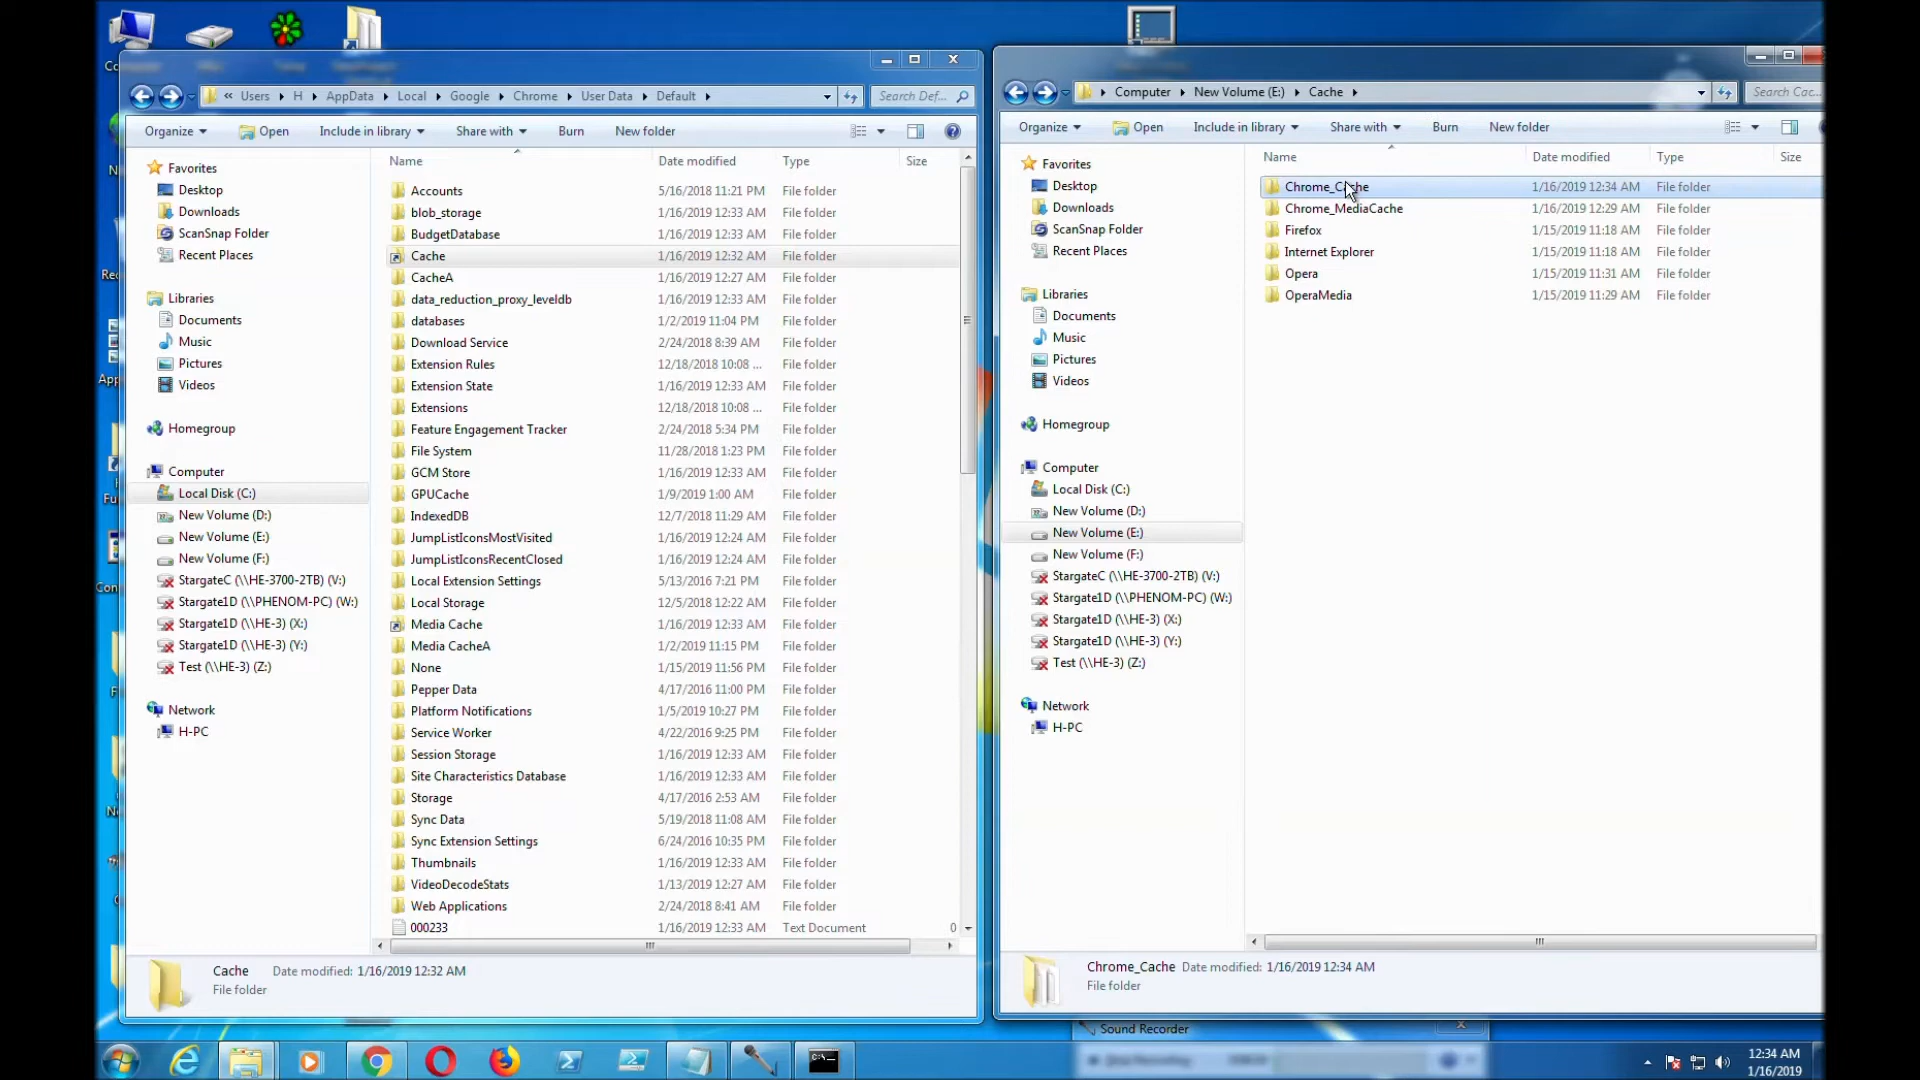 « Users H AppData Local Google Chrome User Data Default
Search Def...
Organize Open Include in library Share with Burn New folder
Name Date modified Type Size
Favorites
Desktop
Downloads
ScanSnap Folder
Recent Places
Libraries
Documents
Music
Pictures
Videos
Homegroup
Computer
Local Disk (C:)
New Volume (D:)
New Volume (E:)
New Volume (F:)
StargateC (\\HE-3700-2TB) (V:)
Stargate1D (\\PHENOM-PC) (W:)
Stargate1D (\\HE-3) (X:)
Stargate1D (\\HE-3) (Y:)
Test (\\HE-3) (Z:)
Network
H-PC
Accounts 5/16/2018 11:21 PM File folder
blob_storage 1/16/2019 12:33 AM File folder
BudgetDatabase 1/16/2019 12:33 AM File folder
Cache 1/16/2019 12:32 AM File folder
CacheA 1/16/2019 12:27 AM File folder
data_reduction_proxy_leveldb 1/16/2019 12:33 AM File folder
databases 1/2/2019 11:04 PM File folder
Download Service 2/24/2018 8:39 AM File folder
Extension Rules 12/18/2018 10:08 ... File folder
Extension State 1/16/2019 12:33 AM File folder
Extensions 12/18/2018 10:08 ... File folder
Feature Engagement Tracker 2/24/2018 5:34 PM File folder
File System 11/28/2018 1:23 PM File folder
GCM Store 1/16/2019 12:33 AM File folder
GPUCache 1/9/2019 1:00 AM File folder
IndexedDB 12/7/2018 11:29 AM File folder
JumpListIconsMostVisited 1/16/2019 12:24 AM File folder
JumpListIconsRecentClosed 1/16/2019 12:24 AM File folder
Local Extension Settings 5/13/2016 7:21 PM File folder
Local Storage 12/5/2018 12:22 AM File folder
Media Cache 1/16/2019 12:33 AM File folder
Media CacheA 1/2/2019 11:15 PM File folder
None 1/15/2019 11:56 PM File folder
Pepper Data 4/17/2016 11:00 PM File folder
Platform Notifications 1/5/2019 10:27 PM File folder
Service Worker 4/22/2016 9:25 PM File folder
Session Storage 1/16/2019 12:33 AM File folder
Site Characteristics Database 1/16/2019 12:33 AM File folder
Storage 4/17/2016 2:53 AM File folder
Sync Data 5/19/2018 11:08 AM File folder
Sync Extension Settings 6/24/2016 10:35 PM File folder
Thumbnails 1/16/2019 12:33 AM File folder
VideoDecodeStats 1/13/2019 12:27 AM File folder
Web Applications 2/24/2018 8:41 AM File folder
000233 1/16/2019 12:33 AM Text Document 0
Cache Date modified: 1/16/2019 12:32 AM
File folder
Computer New Volume (E:) Cache
Search Cac...
Organize Open Include in library Share with Burn New folder
Name Date modified Type Size
Favorites
Desktop
Downloads
ScanSnap Folder
Recent Places
Libraries
Documents
Music
Pictures
Videos
Homegroup
Computer
Local Disk (C:)
New Volume (D:)
New Volume (E:)
New Volume (F:)
StargateC (\\HE-3700-2TB) (V:)
Stargate1D (\\PHENOM-PC) (W:)
Stargate1D (\\HE-3) (X:)
Stargate1D (\\HE-3) (Y:)
Test (\\HE-3) (Z:)
Network
H-PC
Chrome_Cache 1/16/2019 12:34 AM File folder
Chrome_MediaCache 1/16/2019 12:29 AM File folder
Firefox 1/15/2019 11:18 AM File folder
Internet Explorer 1/15/2019 11:18 AM File folder
Opera 1/15/2019 11:31 AM File folder
OperaMedia 1/15/2019 11:29 AM File folder
Chrome_Cache Date modified: 1/16/2019 12:34 AM
File folder
Sound Recorder
12:34 AM
1/16/2019